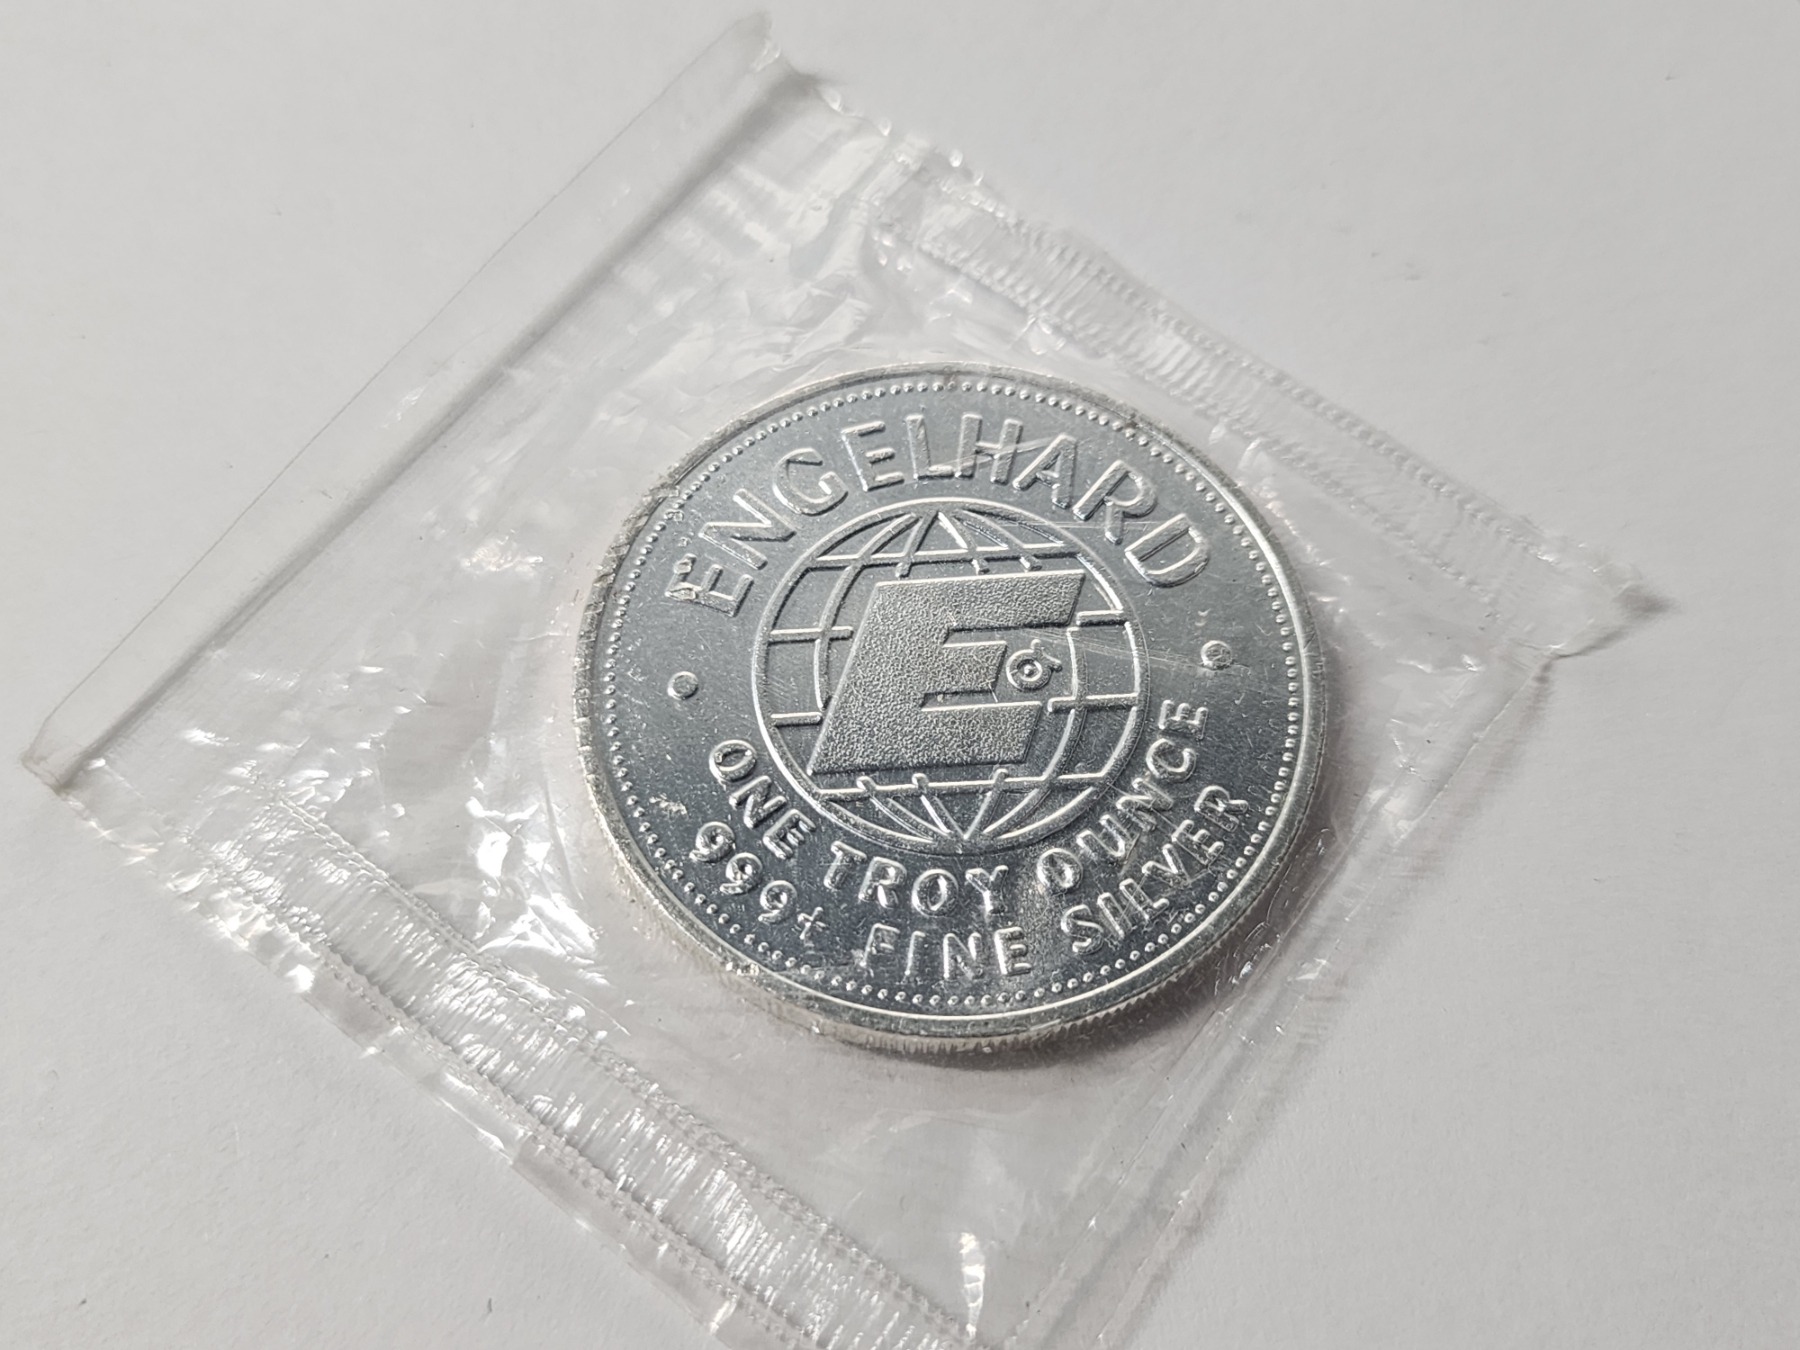 ENGELHARD
E
ONE TROY OUNCE
999+ FINE SILVER